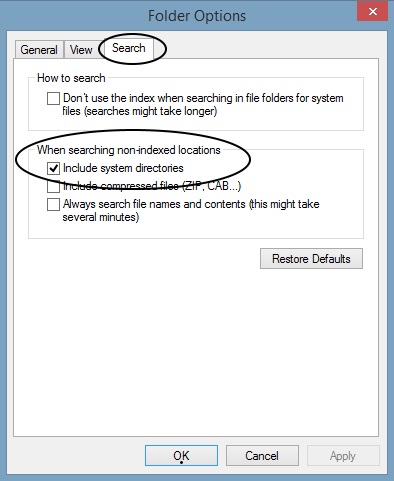 Folder Options
General View Search
How to search
Don't use the index when searching in file folders for system
files (searches might take longer)
When searching non-indexed locations
Include system directories
Include compressed files (ZIP, CAB...)
Always search file names and contents (this might take
several minutes)
Restore Defaults
OK Cancel Apply